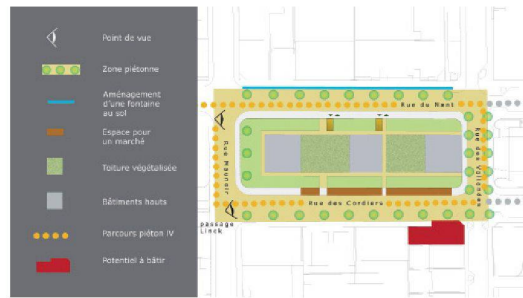 Point de vue
Zone piétonne
Aménagement
d'une fontaine
au sol
Espace pour
un marché
Toiture végétalisée
Bâtiments hauts
Parcours piéton IV
Potentiel à bâtir
Rue du Nant
Rue Maunoir
Rue des Vollandes
Rue des Cordiers
passage
Linck